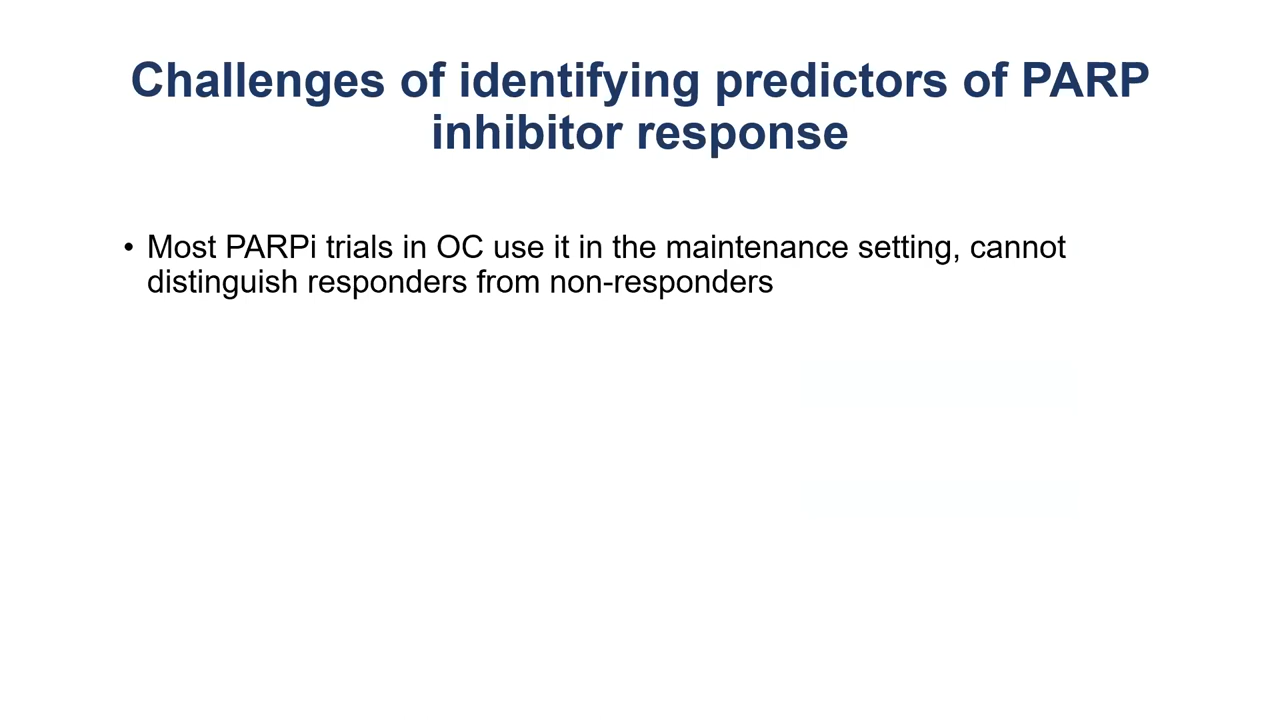 Challenges of identifying predictors of PARP
inhibitor response
• Most PARPi trials in OC use it in the maintenance setting, cannot
distinguish responders from non-responders